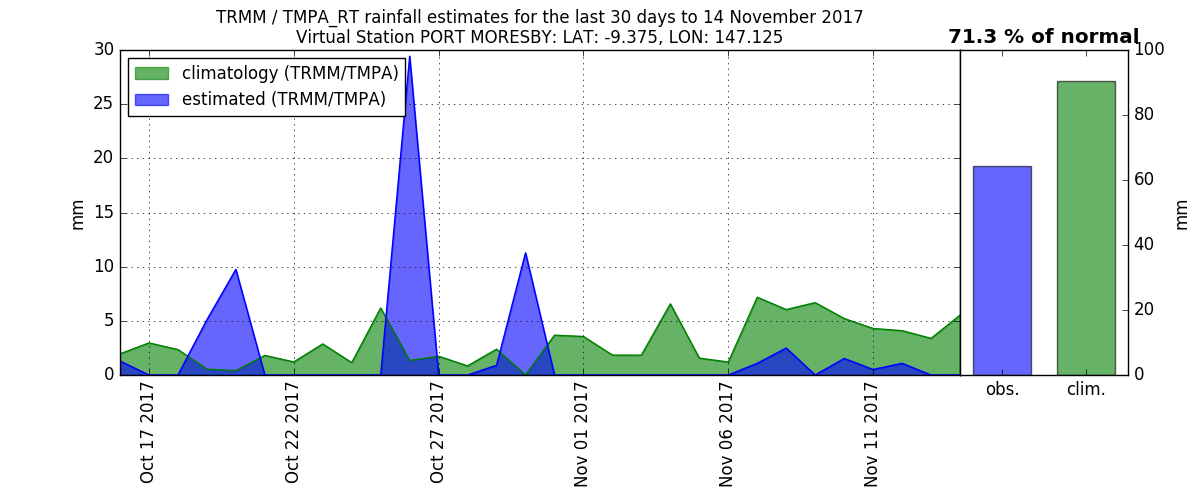 TRMM / TMPA_RT rainfall estimates for the last 30 days to 14 November 2017
Virtual Station PORT MORESBY: LAT: -9.375, LON: 147.125
71.3 % of normal
climatology (TRMM/TMPA)
estimated (TRMM/TMPA)
30
25
20
15
10
5
0
mm
Oct 17 2017
Oct 22 2017
Oct 27 2017
Nov 01 2017
Nov 06 2017
Nov 11 2017
obs.
clim.
100
80
60
40
20
0
mm